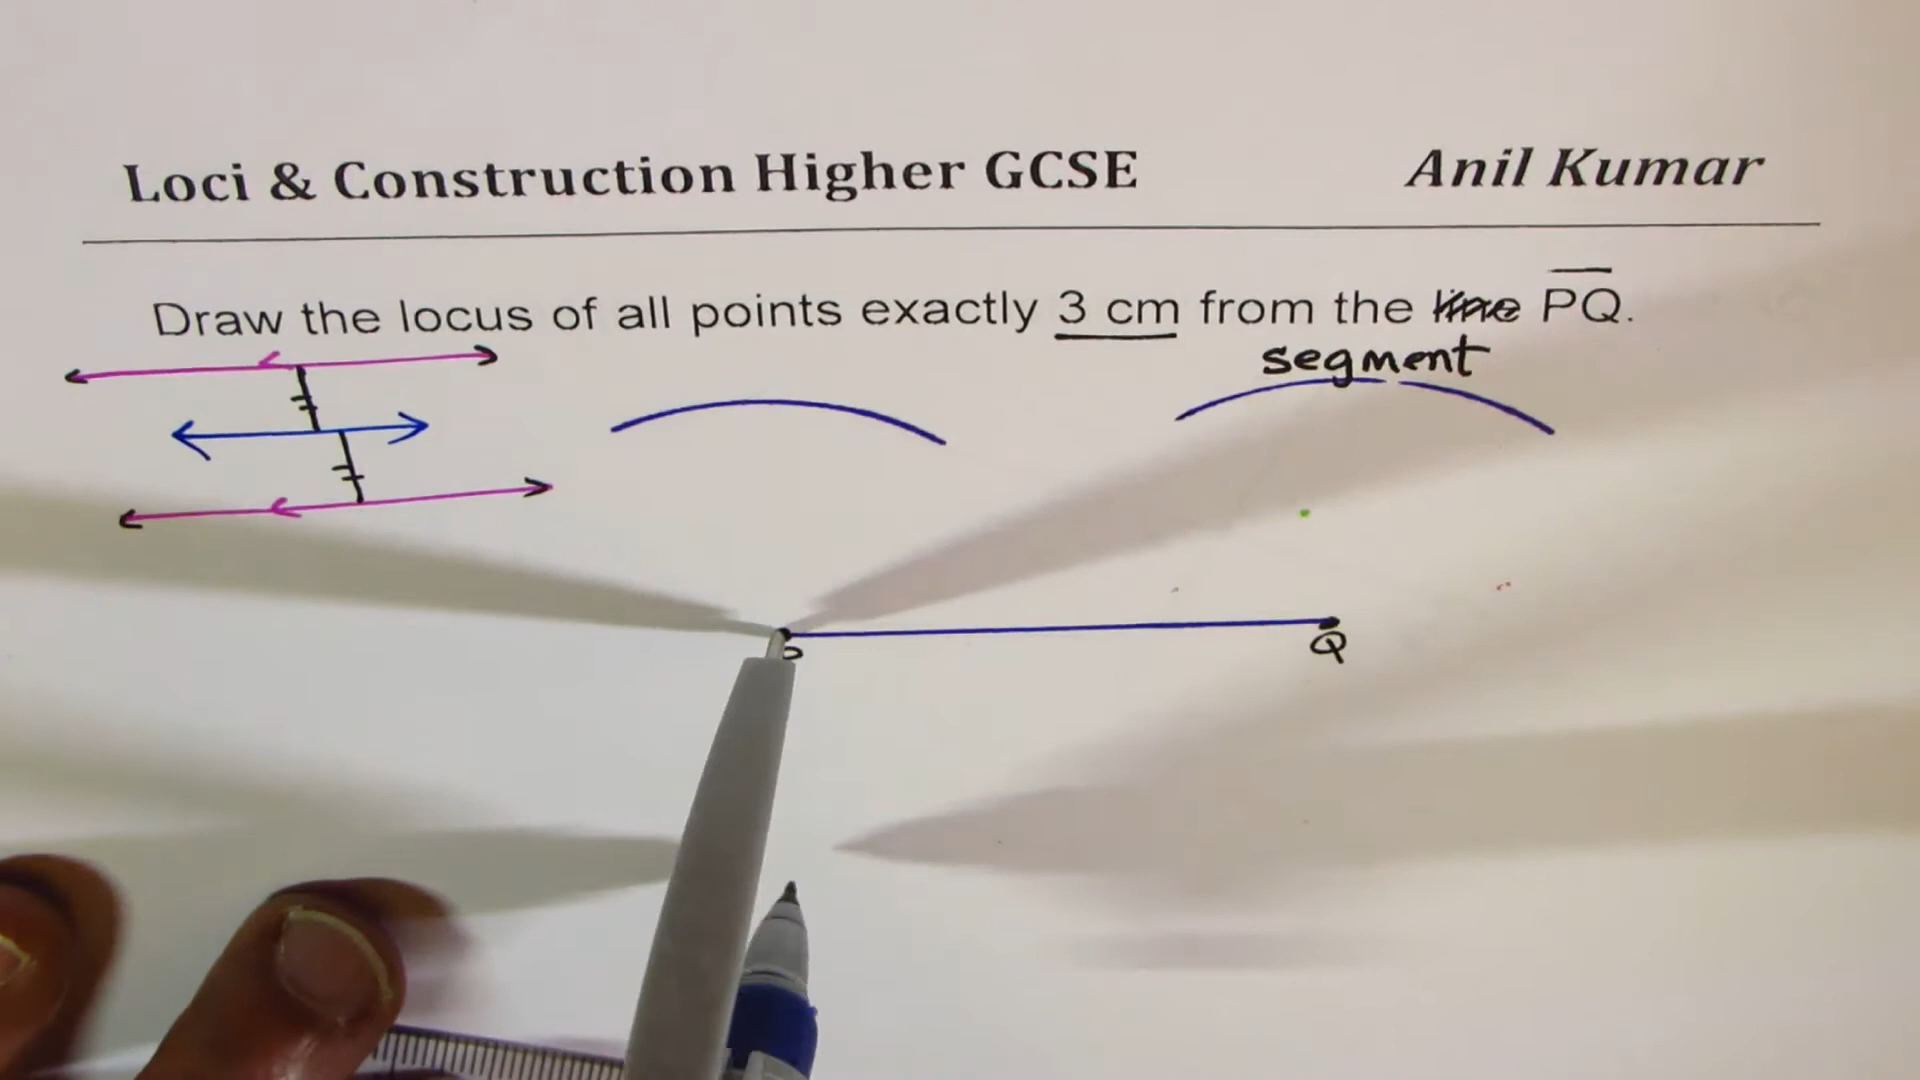 Loci & Construction Higher GCSE Anil Kumar
Draw the locus of all points exactly 3 cm from the line PQ.
segment
Q